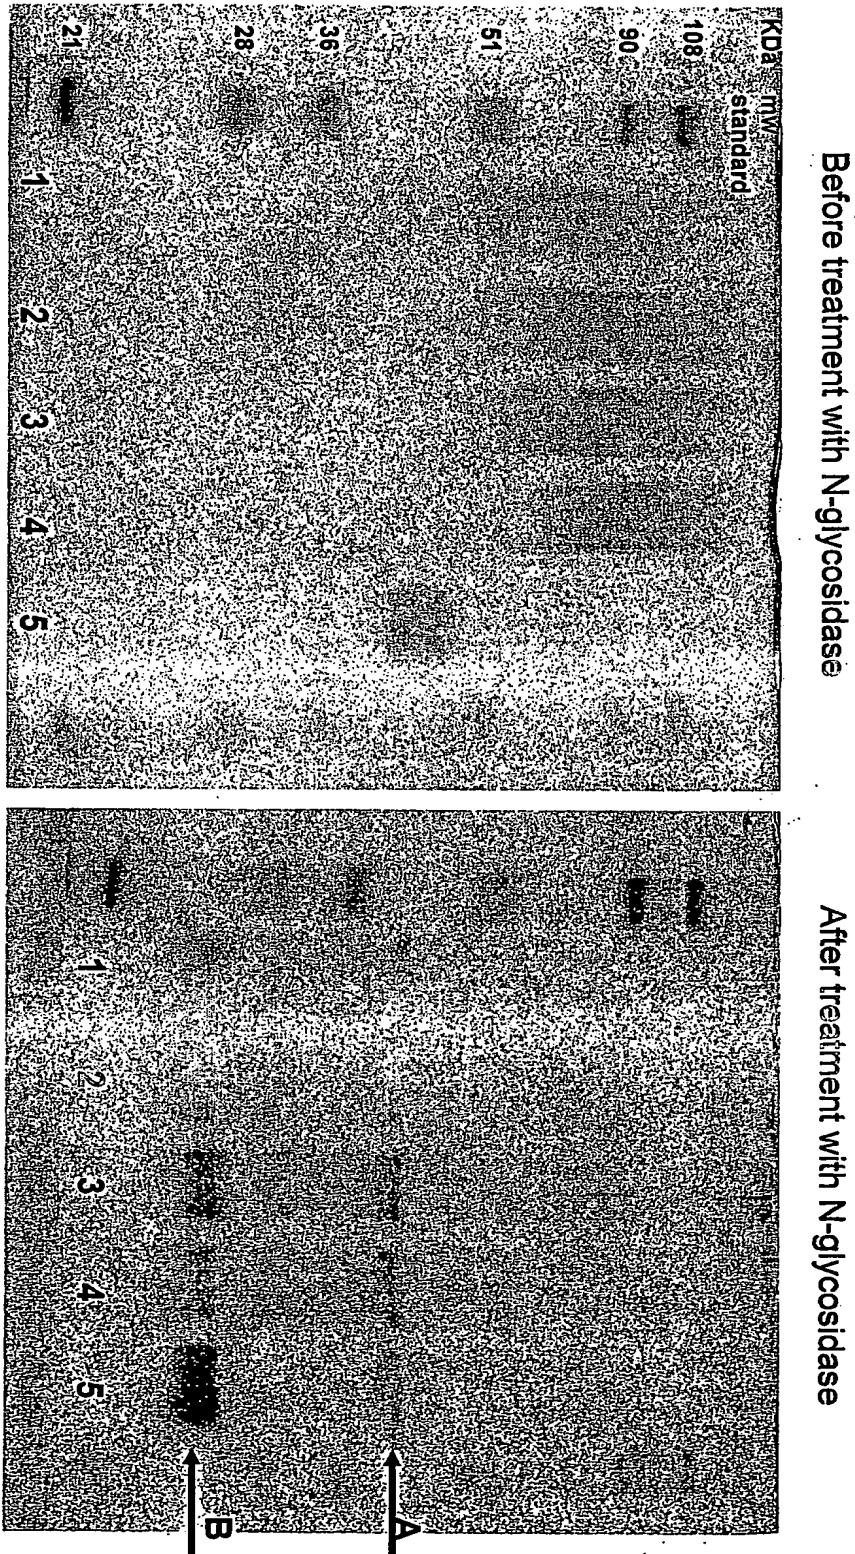 Before treatment with N-glycosidase
KDa mw
standard
108
90
51
36
28
21
1 2 3 4 5
After treatment with N-glycosidase
A
B
1 2 3 4 5